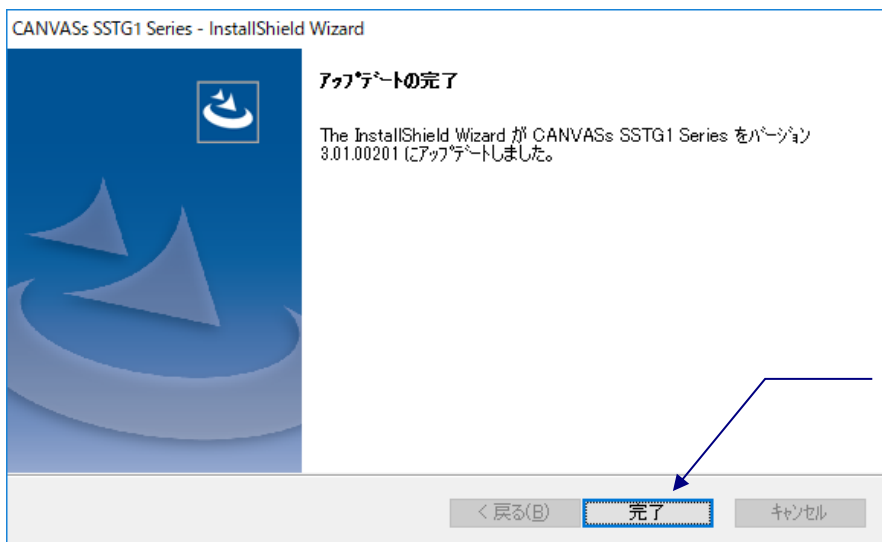 CANVASs SSTG1 Series - InstallShield Wizard
ｱｯﾌﾟﾃﾞｰﾄの完了
The InstallShield Wizard が CANVASs SSTG1 Series をﾊﾞｰｼﾞｮﾝ
3.01.00201 にｱｯﾌﾟﾃﾞｰﾄしました。
< 戻る(B)
完了
ｷｬﾝｾﾙ